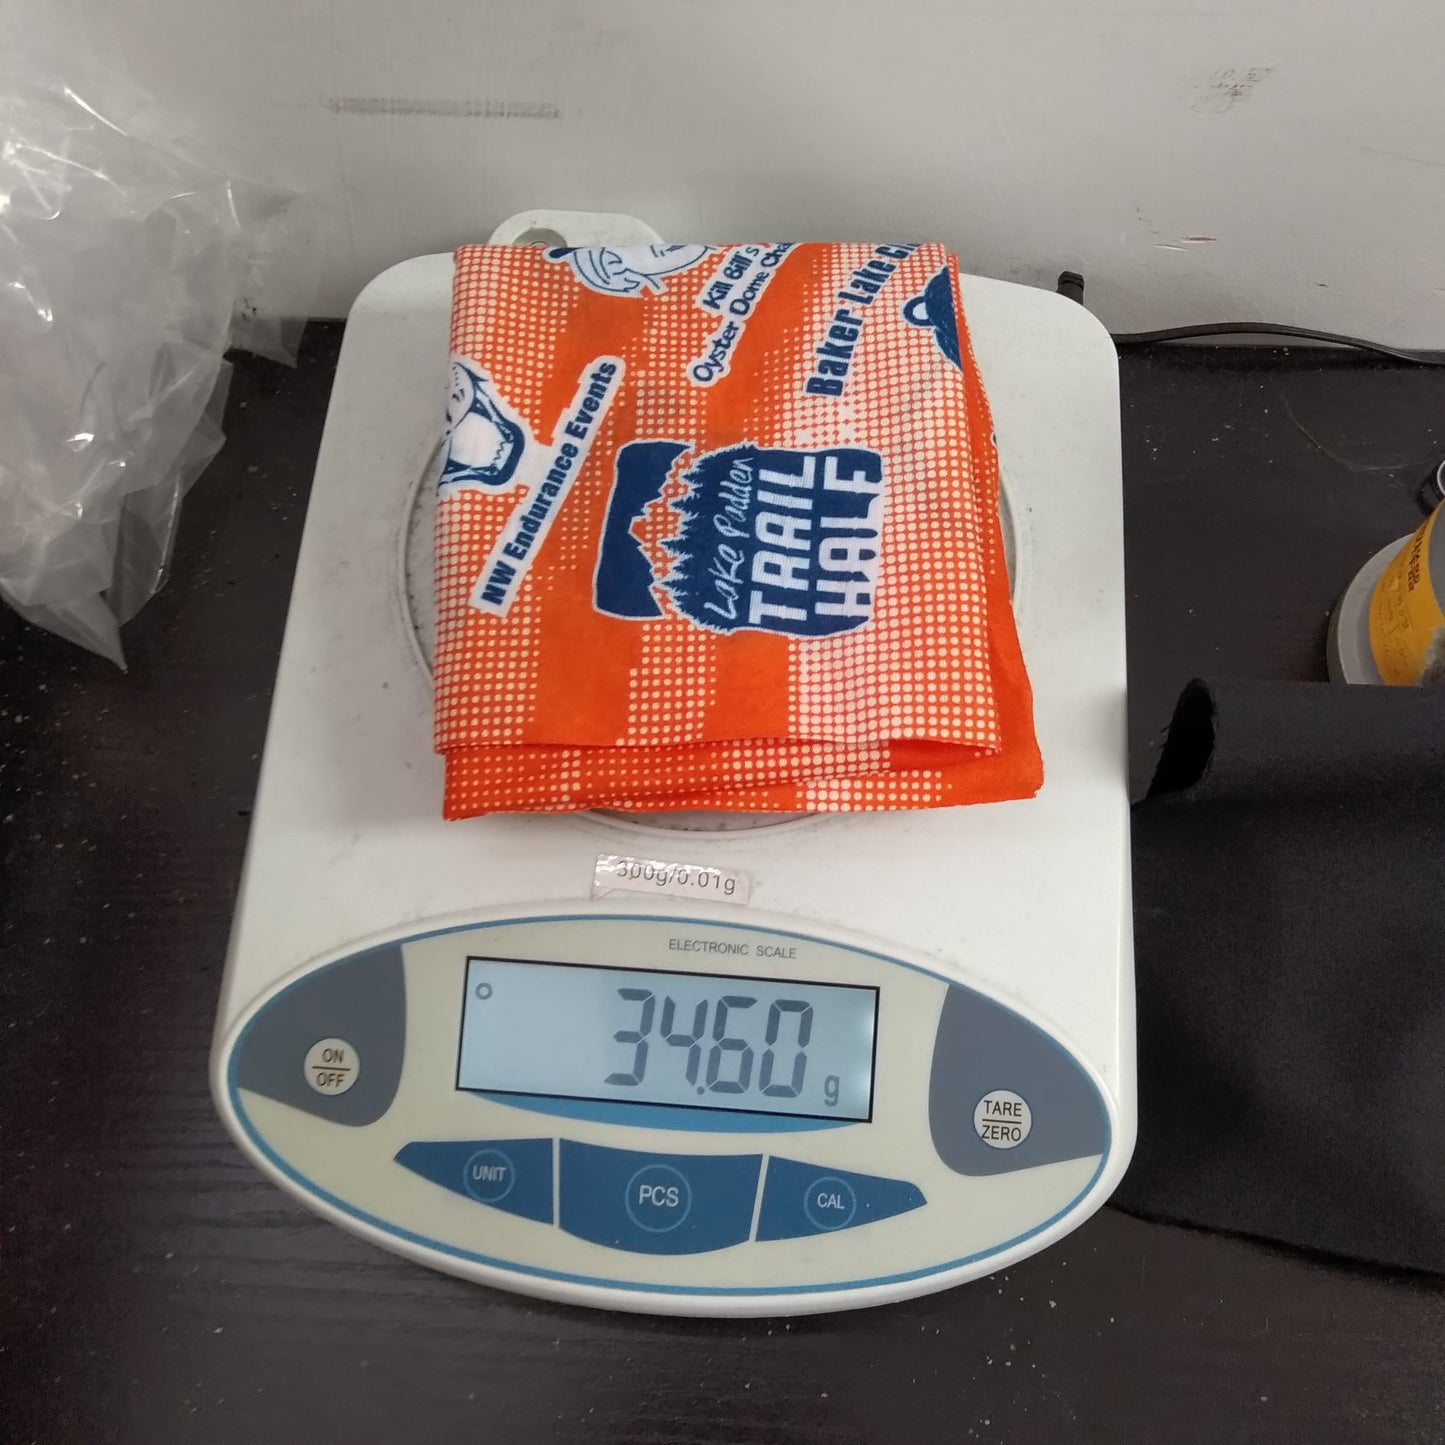 Kill Bill's
Oyster Dome
Baker Lake
NW Endurance Events
Lake Padden
TRAIL
HALF
300g/0.01g
ELECTRONIC SCALE
34.60 g
ON
OFF
TARE
ZERO
UNIT
PCS
CAL